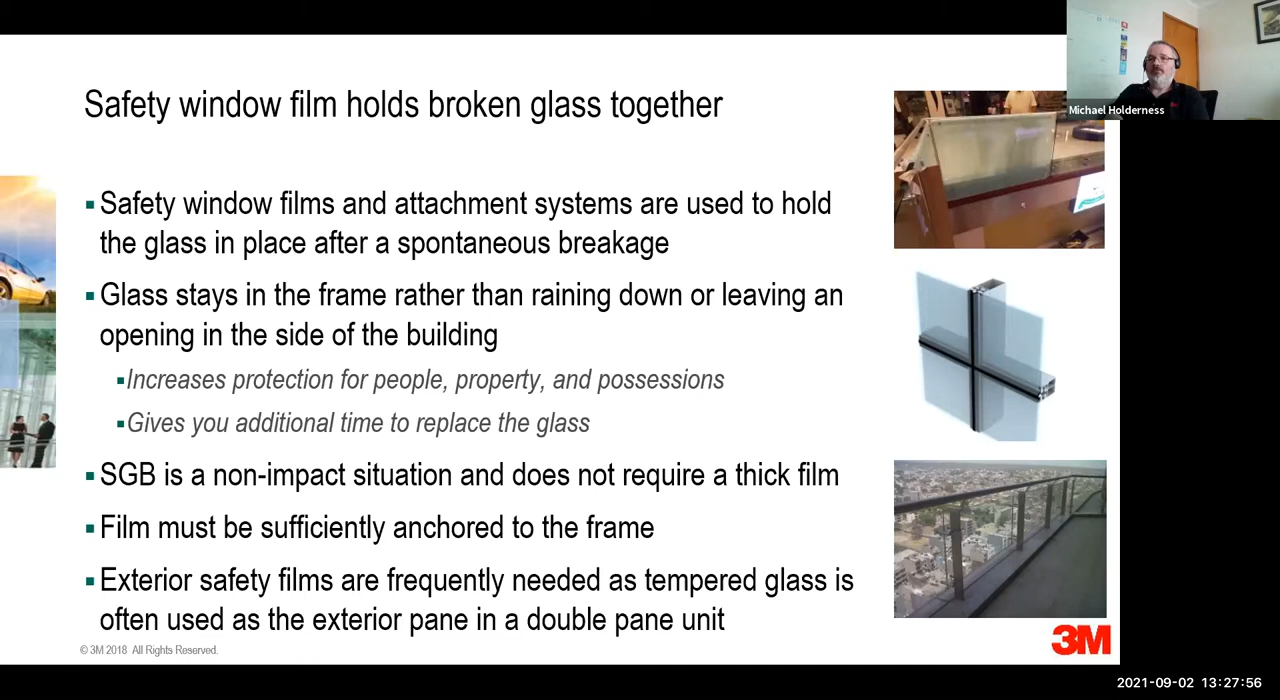 Michael Holderness
Safety window film holds broken glass together
▪Safety window films and attachment systems are used to hold
the glass in place after a spontaneous breakage
▪Glass stays in the frame rather than raining down or leaving an
opening in the side of the building
▪Increases protection for people, property, and possessions
▪Gives you additional time to replace the glass
▪SGB is a non-impact situation and does not require a thick film
▪Film must be sufficiently anchored to the frame
▪Exterior safety films are frequently needed as tempered glass is
often used as the exterior pane in a double pane unit
© 3M 2018 All Rights Reserved.
3M
2021-09-02 13:27:56